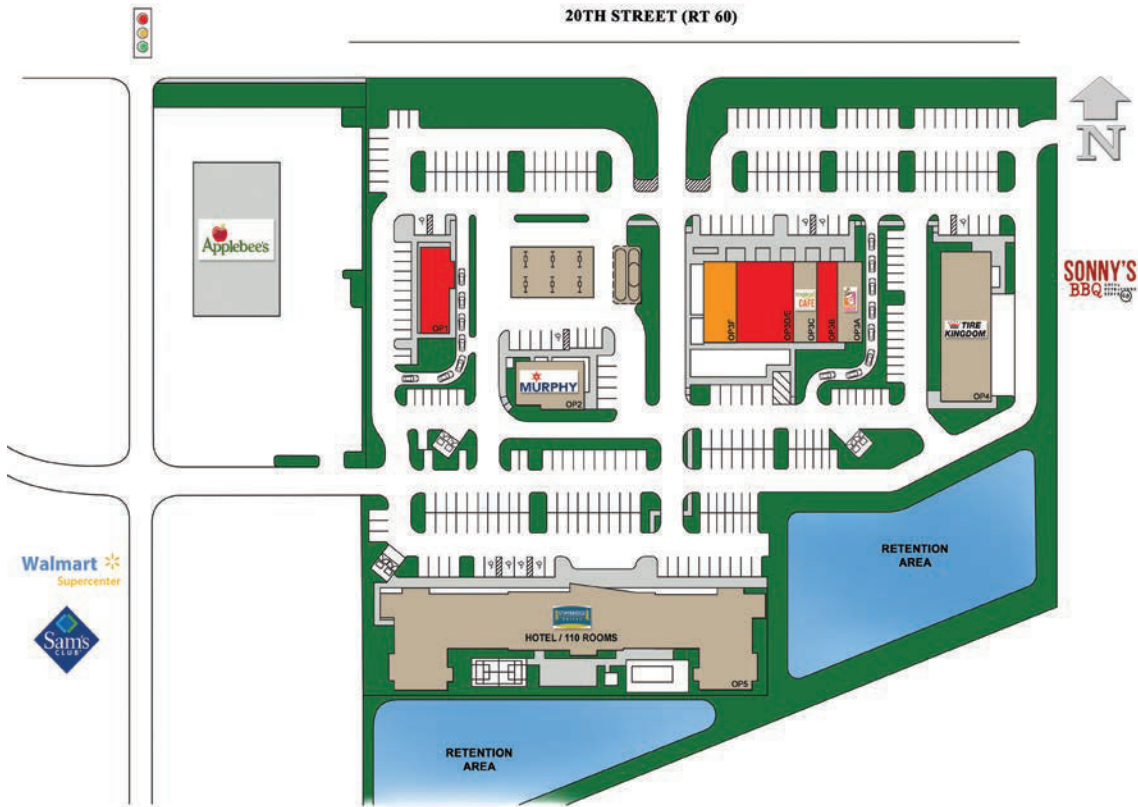 20TH STREET (RT 60)
N
Applebee's
SONNY'S
BBQ
OP1
OP3F
OP3D/E
OP3C
OP3B
OP3A
CAFE
TIRE
KINGDOM
OP4
MURPHY
OP2
RETENTION
AREA
Walmart
Supercenter
Sam's
CLUB
HOTEL / 110 ROOMS
OP5
RETENTION
AREA